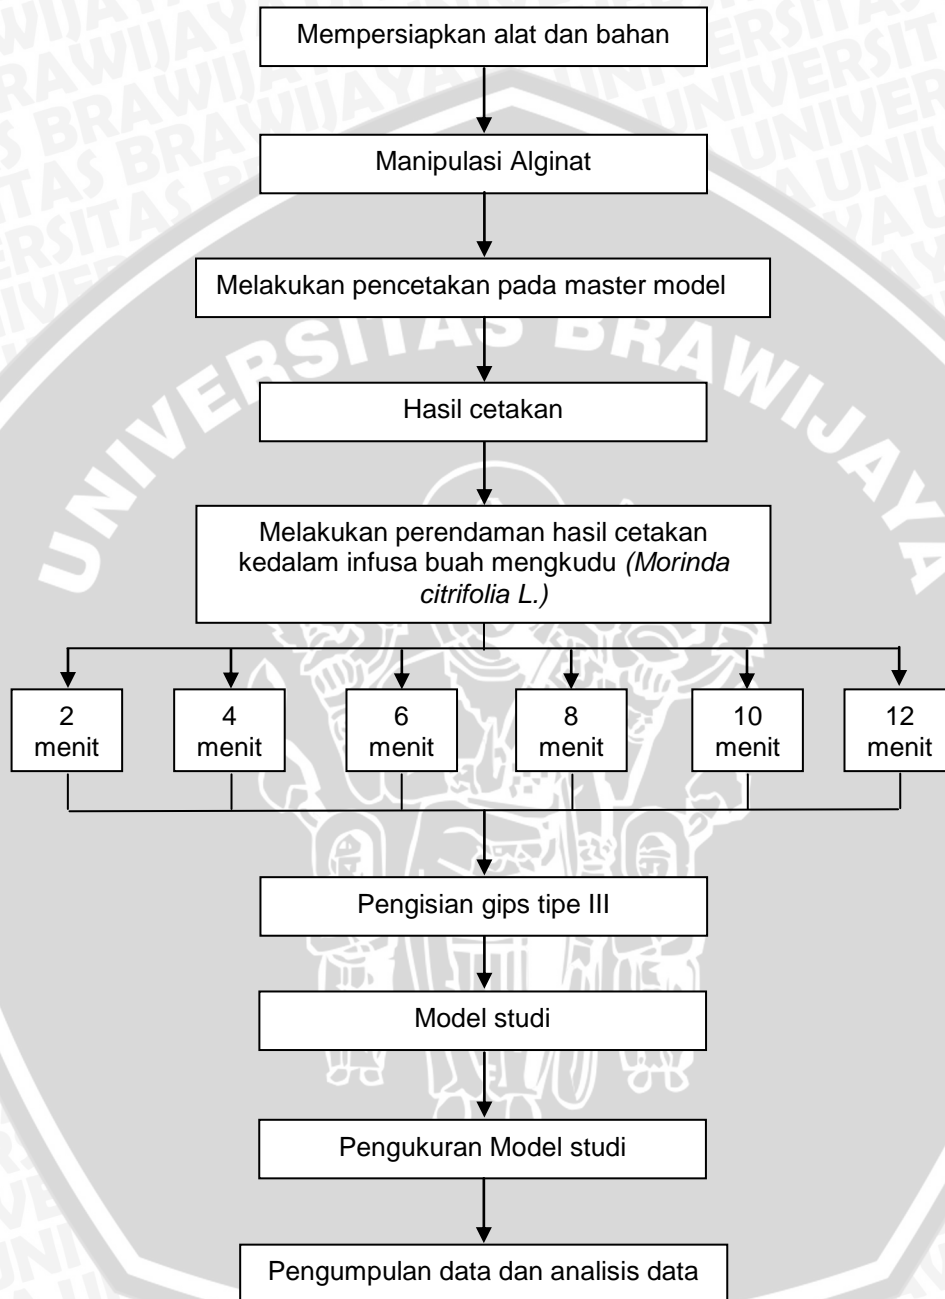 Mempersiapkan alat dan bahan
Manipulasi Alginat
Melakukan pencetakan pada master model
UNIVERSITAS BRAWIJAYA
Hasil cetakan
Melakukan perendaman hasil cetakan
kedalam infusa buah mengkudu (Morinda
citrifolia L.)
2
menit
4
menit
6
menit
8
menit
10
menit
12
menit
Pengisian gips tipe III
Model studi
Pengukuran Model studi
Pengumpulan data dan analisis data